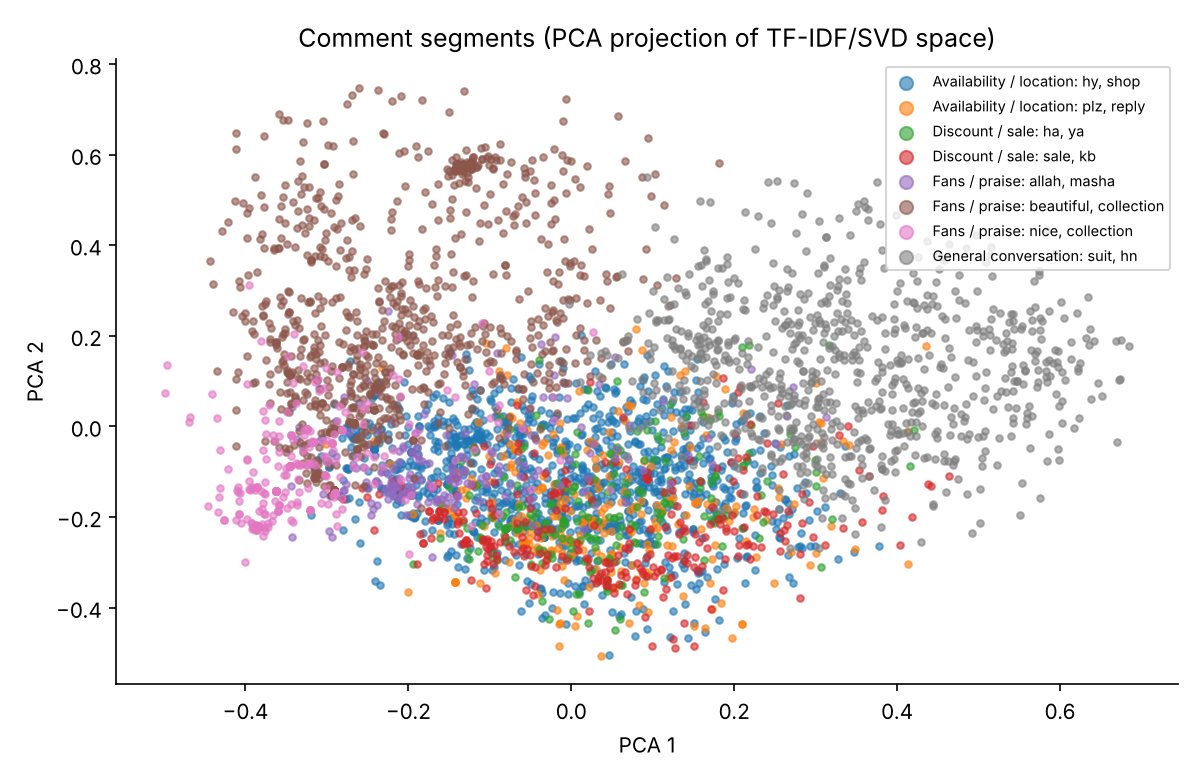 Comment segments (PCA projection of TF-IDF/SVD space)
Availability / location: hy, shop
Availability / location: plz, reply
Discount / sale: ha, ya
Discount / sale: sale, kb
Fans / praise: allah, masha
Fans / praise: beautiful, collection
Fans / praise: nice, collection
General conversation: suit, hn
PCA 2
0.8
0.6
0.4
0.2
0.0
−0.2
−0.4
−0.4
−0.2
0.0
0.2
0.4
0.6
PCA 1